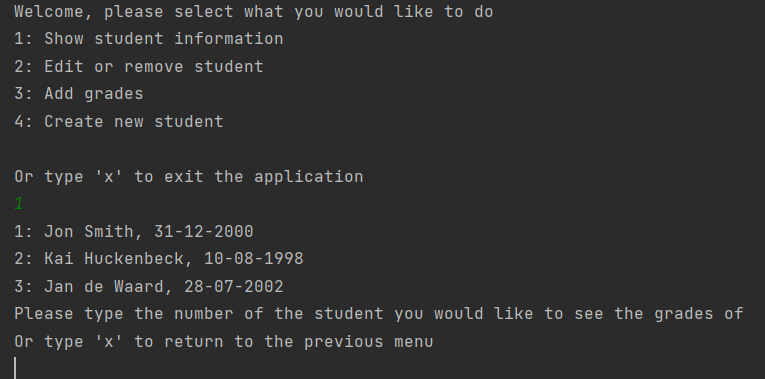 Welcome, please select what you would like to do
1: Show student information
2: Edit or remove student
3: Add grades
4: Create new student
Or type 'x' to exit the application
1
1: Jon Smith, 31-12-2000
2: Kai Huckenbeck, 10-08-1998
3: Jan de Waard, 28-07-2002
Please type the number of the student you would like to see the grades of
Or type 'x' to return to the previous menu